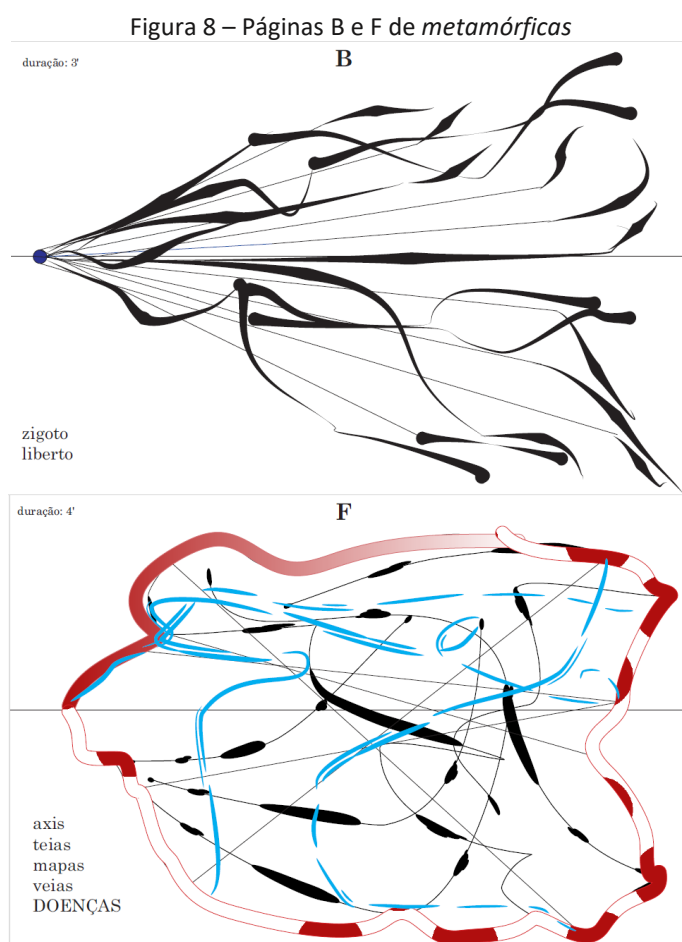 Figura 8 – Páginas B e F de metamórficas
duração: 3'
B
zigoto
liberto
duração: 4'
F
axis
teias
mapas
veias
DOENÇAS